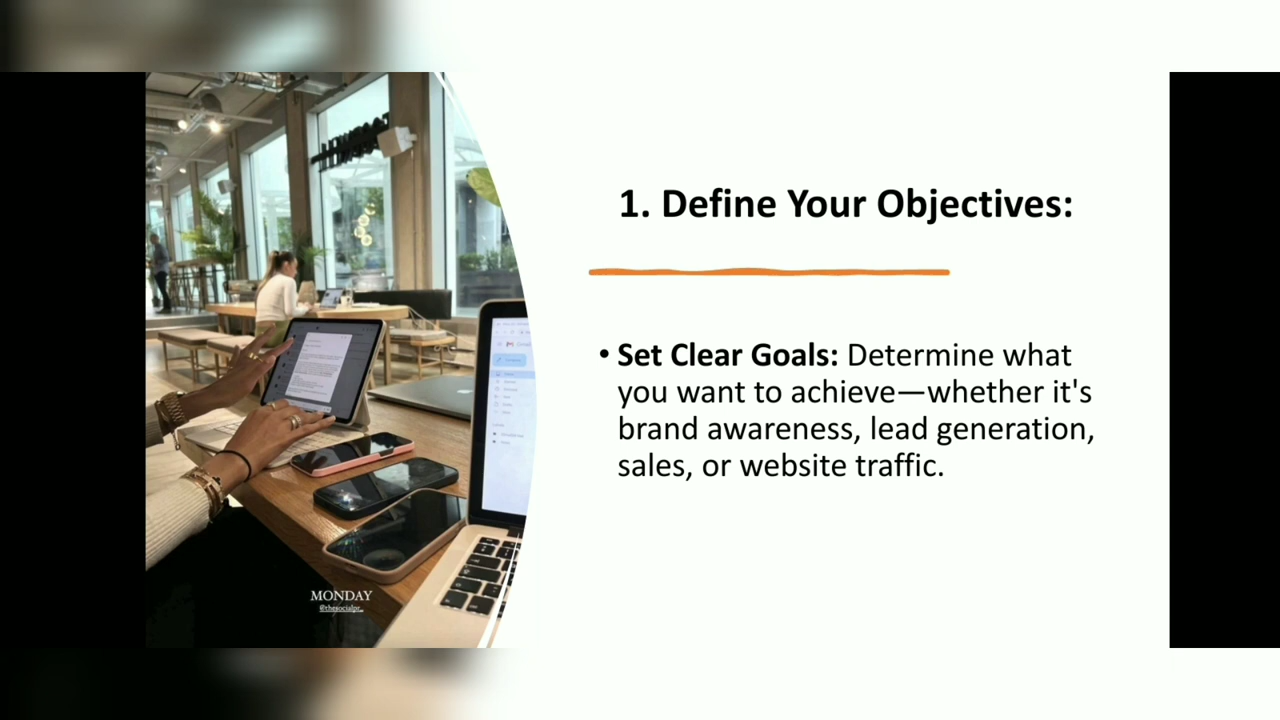 1. Define Your Objectives:
• Set Clear Goals: Determine what
you want to achieve—whether it's
brand awareness, lead generation,
sales, or website traffic.
MONDAY
@thesocialpr_